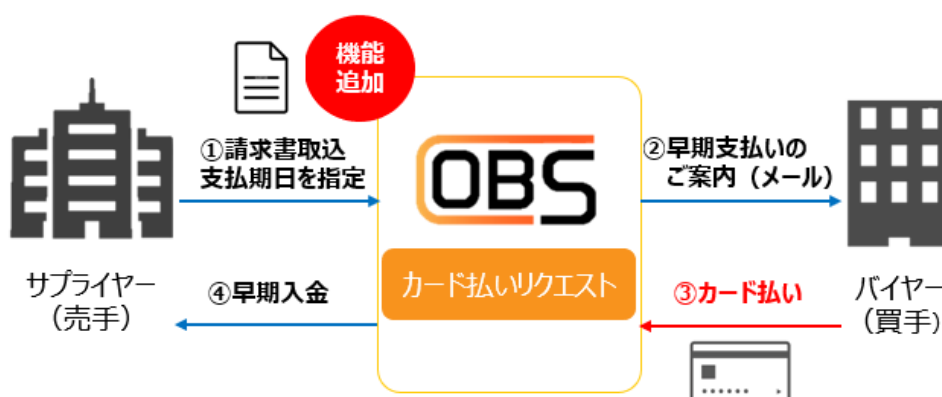 機能
追加
①請求書取込
支払期日を指定
OBS
②早期支払いの
ご案内（メール）
サプライヤー
（売手）
④早期入金
カード払いリクエスト
③カード払い
バイヤー
（買手）